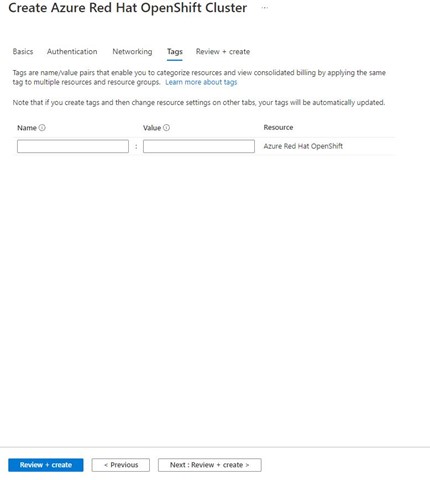 Create Azure Red Hat OpenShift Cluster ...
Basics Authentication Networking Tags Review + create
Tags are name/value pairs that enable you to categorize resources and view consolidated billing by applying the same
tag to multiple resources and resource groups. Learn more about tags
Note that if you create tags and then change resource settings on other tabs, your tags will be automatically updated.
Name Value Resource
: Azure Red Hat OpenShift
Review + create < Previous Next : Review + create >